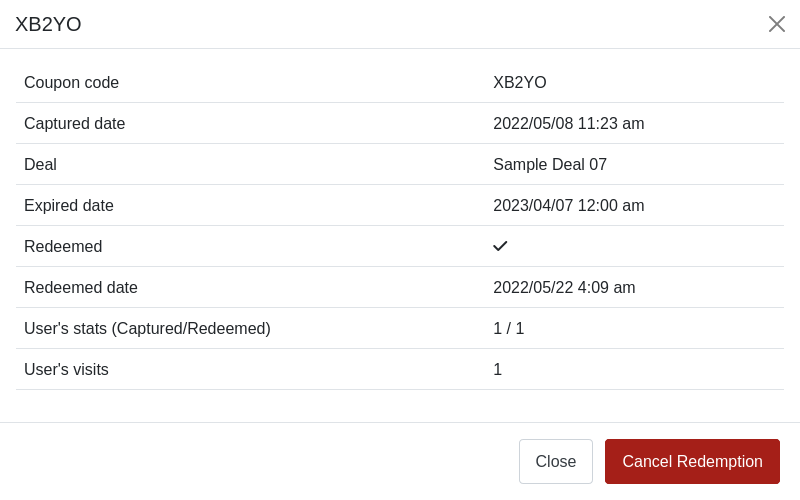 XB2YO
Coupon code XB2YO
Captured date 2022/05/08 11:23 am
Deal Sample Deal 07
Expired date 2023/04/07 12:00 am
Redeemed
Redeemed date 2022/05/22 4:09 am
User's stats (Captured/Redeemed) 1 / 1
User's visits 1
Close Cancel Redemption